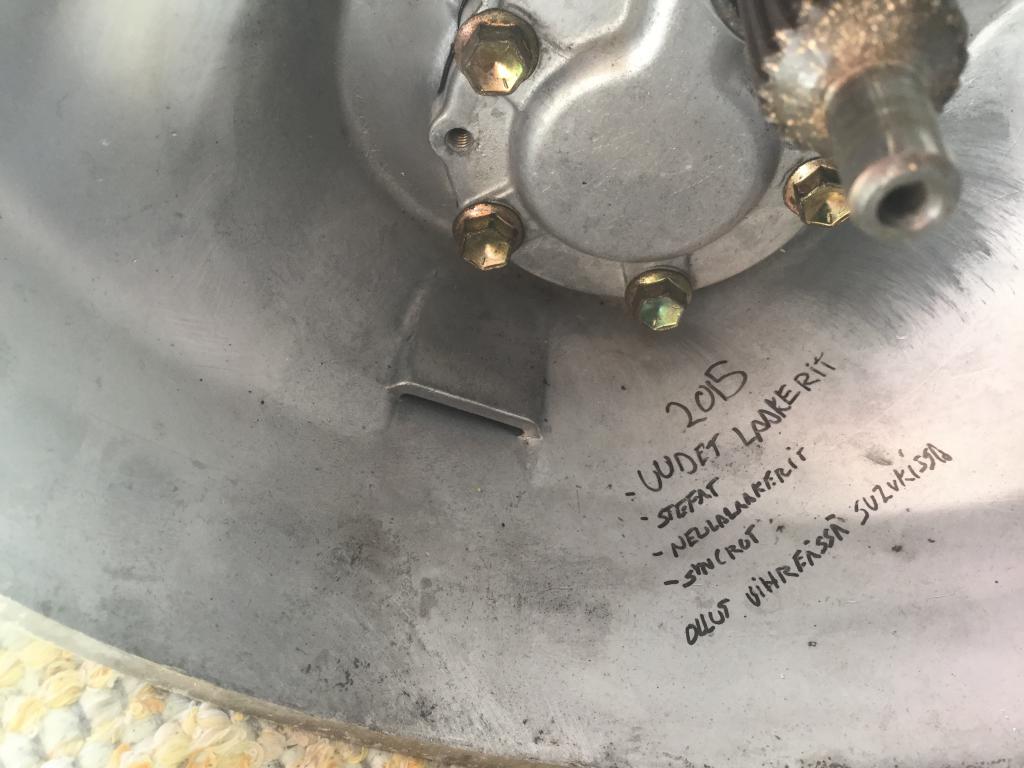 2015
- UUDET LAAKERIT
- STEFAT
- NEULALAAKERIT
- SYNCROT
OLLUT VIHREÄSSÄ SUZUKISSA